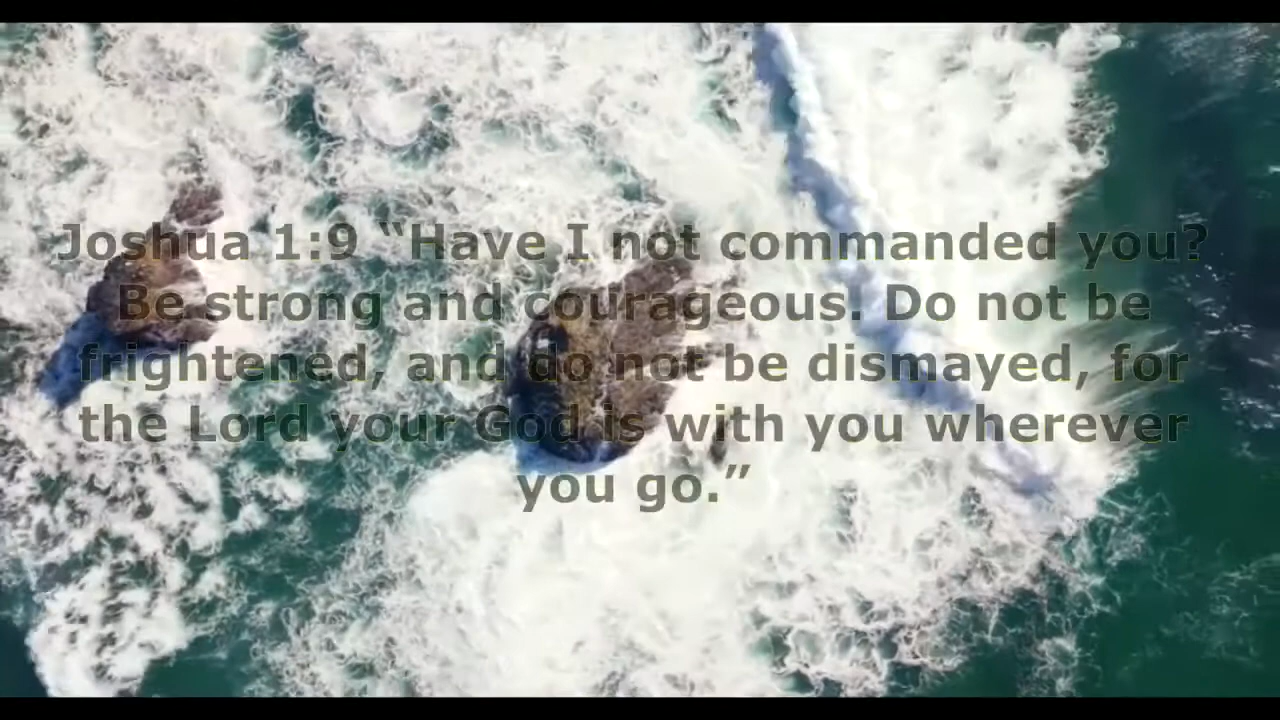 Joshua 1:9 “Have I not commanded you?
Be strong and courageous. Do not be
frightened, and do not be dismayed, for
the Lord your God is with you wherever
you go.”